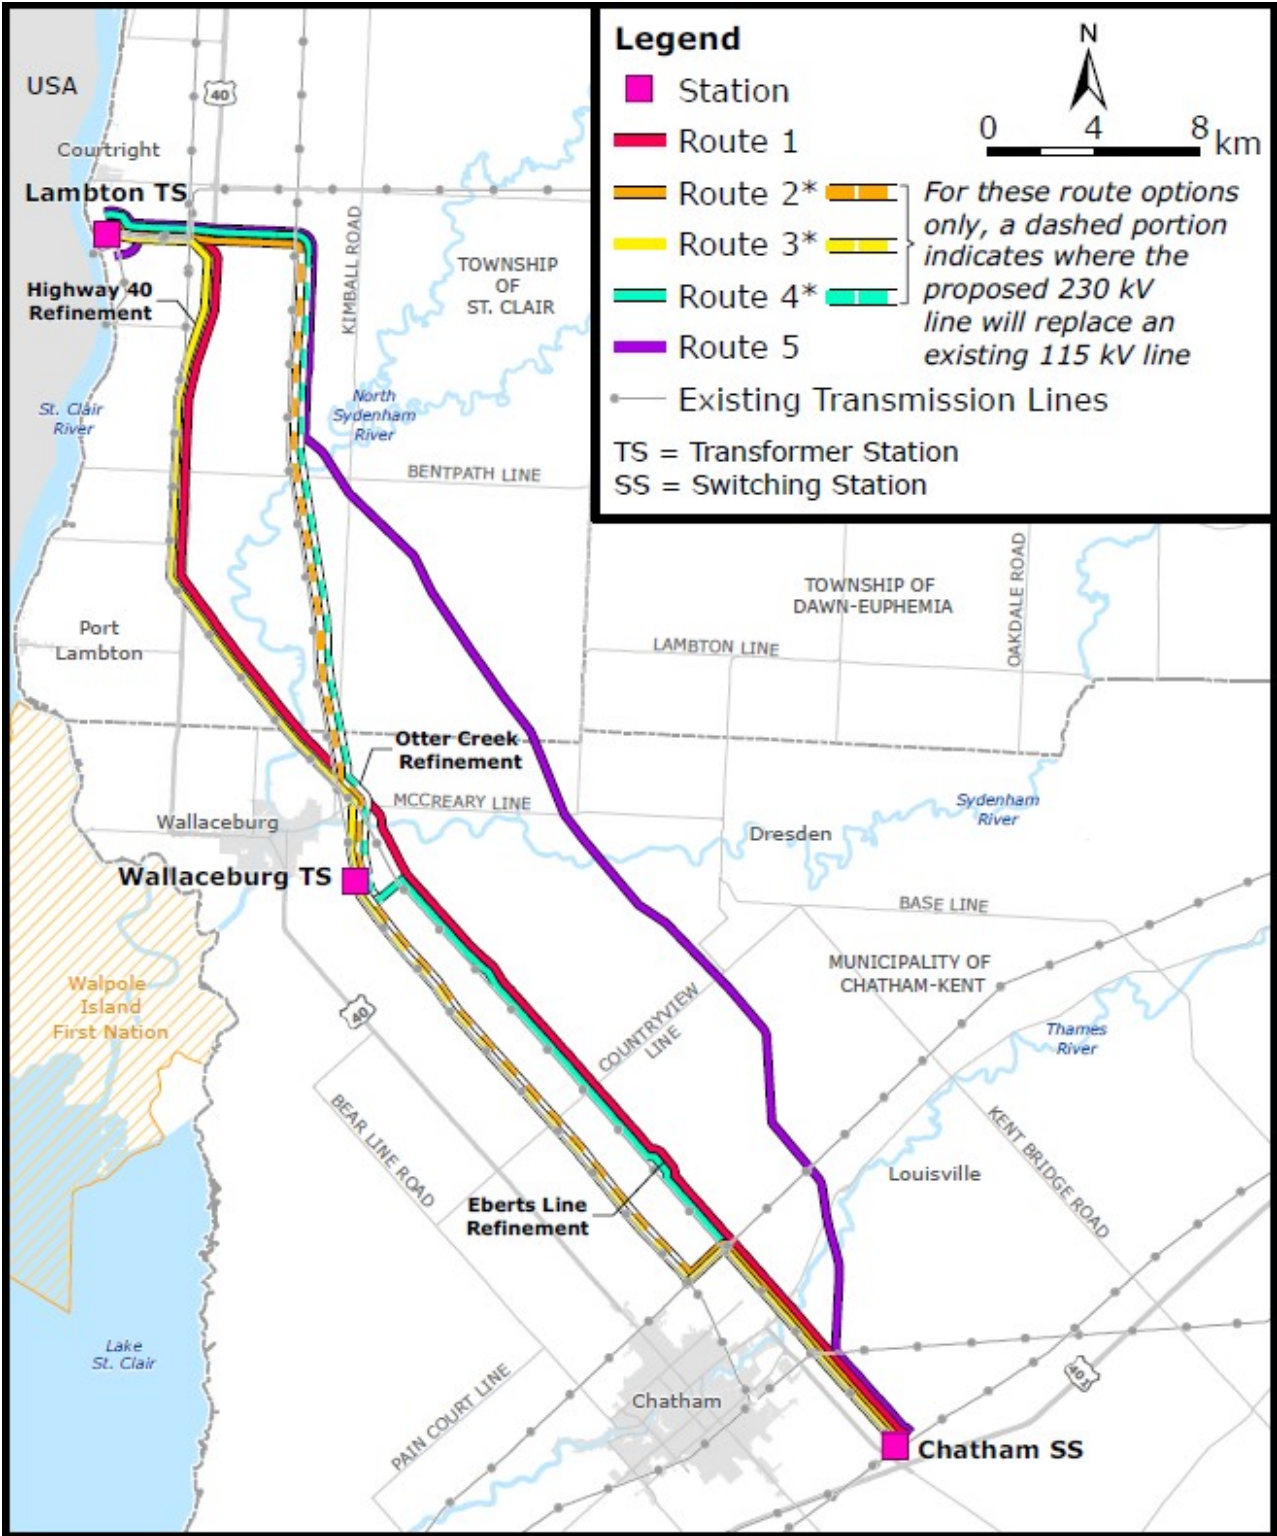 USA
40
Courtright
Lambton TS
Highway 40
Refinement
KIMBALL ROAD
TOWNSHIP
OF
ST. CLAIR
St. Clair
River
North
Sydenham
River
BENTPATH LINE
Legend
Station
Route 1
Route 2*
Route 3*
Route 4*
Route 5
Existing Transmission Lines
TS = Transformer Station
SS = Switching Station
For these route options
only, a dashed portion
indicates where the
proposed 230 kV
line will replace an
existing 115 kV line
N
0 4 8 km
Port
Lambton
TOWNSHIP OF
DAWN-EUPHEMIA
OAKDALE ROAD
LAMBTON LINE
Otter Creek
Refinement
MCCREARY LINE
Wallaceburg
Sydenham
River
Dresden
Wallaceburg TS
BASE LINE
Walpole
Island
First Nation
MUNICIPALITY OF
CHATHAM-KENT
40
COUNTRYVIEW
LINE
Thames
River
BEAR LINE ROAD
KENT BRIDGE ROAD
Louisville
Eberts Line
Refinement
Lake
St. Clair
PAIN COURT LINE
Chatham
401
Chatham SS